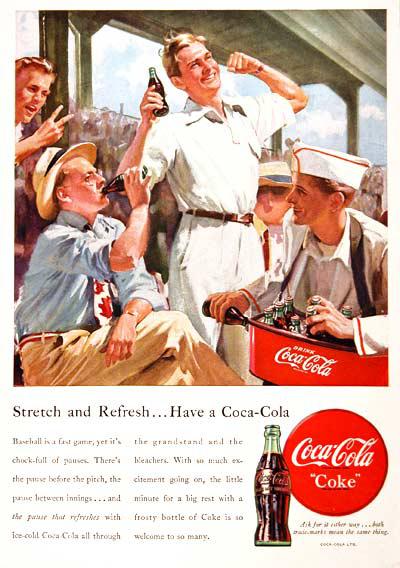 DRINK
Coca-Cola
Stretch and Refresh...Have a Coca-Cola
Baseball is a fast game, yet it's
chock-full of pauses. There's
the pause before the pitch, the
pause between innings...and
the pause that refreshes with
ice-cold Coca-Cola all through
the grandstand and the
bleachers. With so much ex-
citement going on, the little
minute for a big rest with a
frosty bottle of Coke is so
welcome to so many.
Coca-Cola
Coca-Cola
"Coke"
Ask for it either way...both
trade-marks mean the same thing.
COCA-COLA LTD.